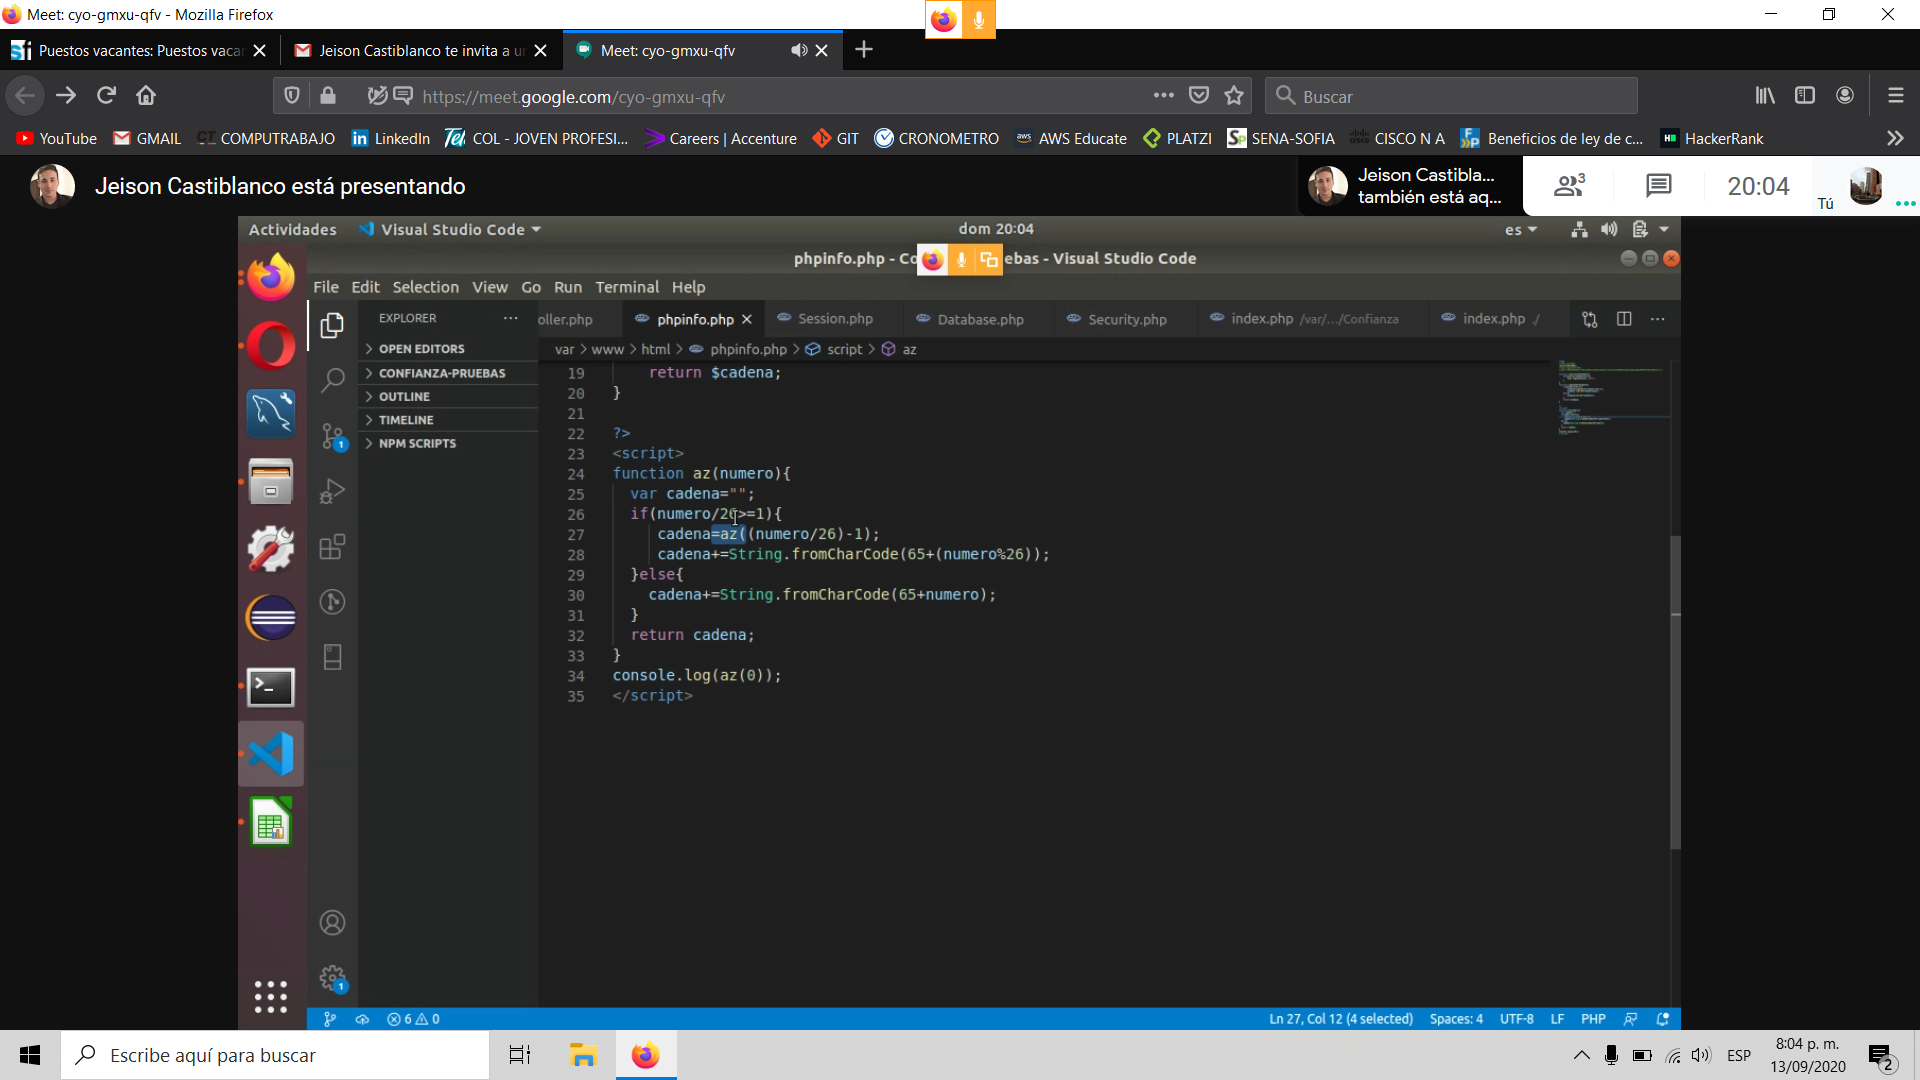 Meet: cyo-gmxu-qfv - Mozilla Firefox
Puestos vacantes: Puestos vacar
Jeison Castiblanco te invita a un
Meet: cyo-gmxu-qfv
https://meet.google.com/cyo-gmxu-qfv
Buscar
YouTube
GMAIL
COMPUTRABAJO
LinkedIn
COL - JOVEN PROFESI...
Careers | Accenture
GIT
CRONOMETRO
AWS Educate
PLATZI
SENA-SOFIA
CISCO N A
Beneficios de ley de c...
HackerRank
Jeison Castiblanco está presentando
Jeison Castibla...
también está aq...
3
20:04
Tú
Actividades
Visual Studio Code
dom 20:04
es
phpinfo.php - Co
ebas - Visual Studio Code
File Edit Selection View Go Run Terminal Help
EXPLORER
oller.php
phpinfo.php
Session.php
Database.php
Security.php
index.php /var/.../Confianza
index.php ./
OPEN EDITORS
CONFIANZA-PRUEBAS
OUTLINE
TIMELINE
NPM SCRIPTS
var > www > html > phpinfo.php > script > az
19 return $cadena;
20 }
21
22 ?>
23 <script>
24 function az(numero){
25 var cadena="";
26 if(numero/26>=1){
27 cadena=az((numero/26)-1);
28 cadena+=String.fromCharCode(65+(numero%26));
29 }else{
30 cadena+=String.fromCharCode(65+numero);
31 }
32 return cadena;
33 }
34 console.log(az(0));
35 </script>
1
1
6 0
Ln 27, Col 12 (4 selected)
Spaces: 4
UTF-8
LF
PHP
Escribe aquí para buscar
ESP
8:04 p. m.
13/09/2020
2